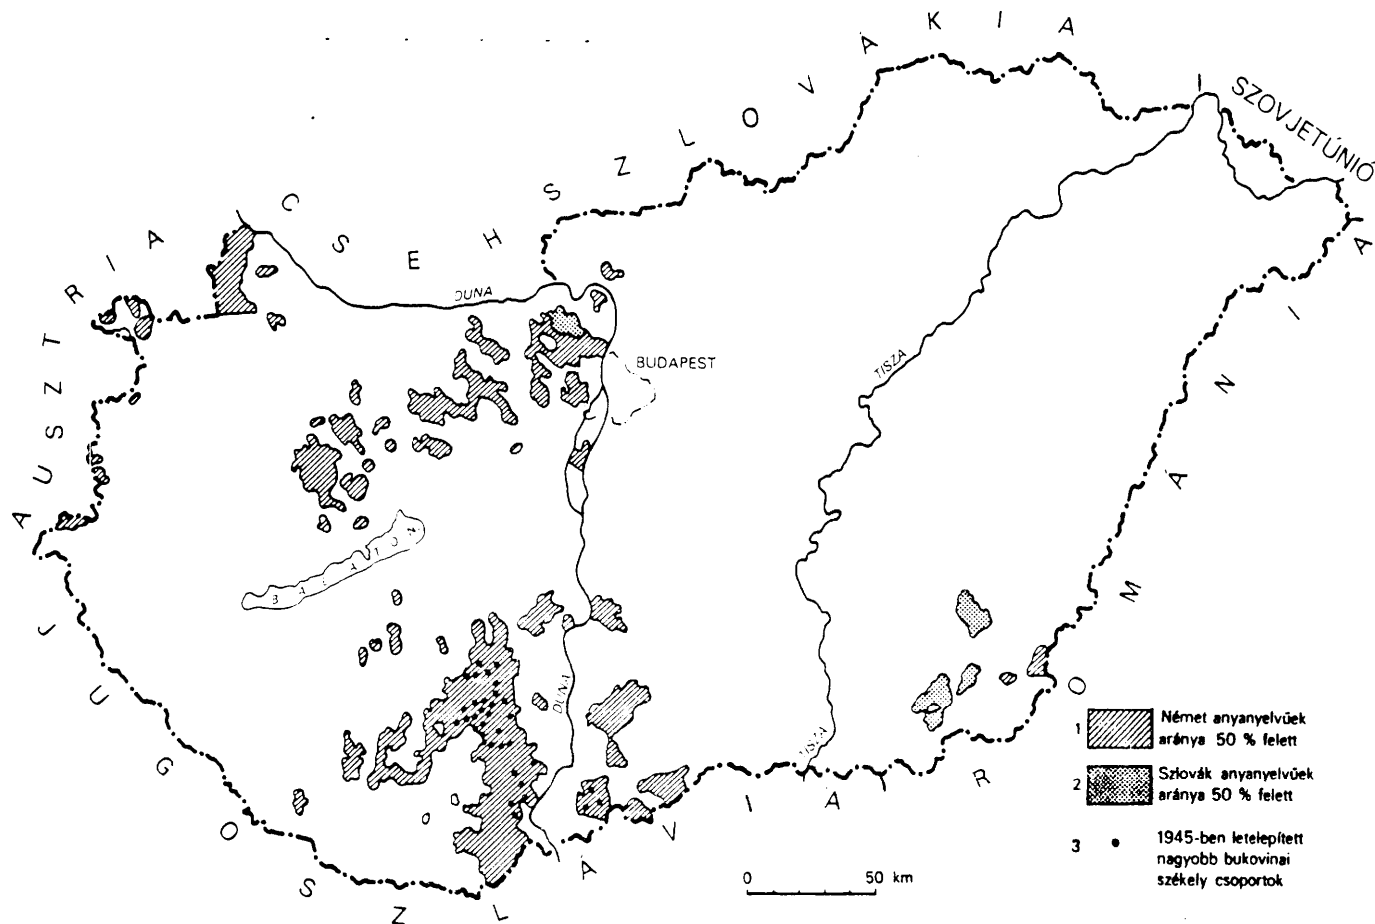 CSEHSZLOVÁKIA
SZOVJETÚNIÓ
AUSZTRIA
DUNA
BUDAPEST
TISZA
BALATON
DUNA
TISZA
ROMÁNIA
JUGOSZLÁVIA
1 Német anyanyelvűek
aránya 50 % felett
2 Szlovák anyanyelvűek
aránya 50 % felett
3 1945-ben letelepített
nagyobb bukovinai
székely csoportok
0 50 km